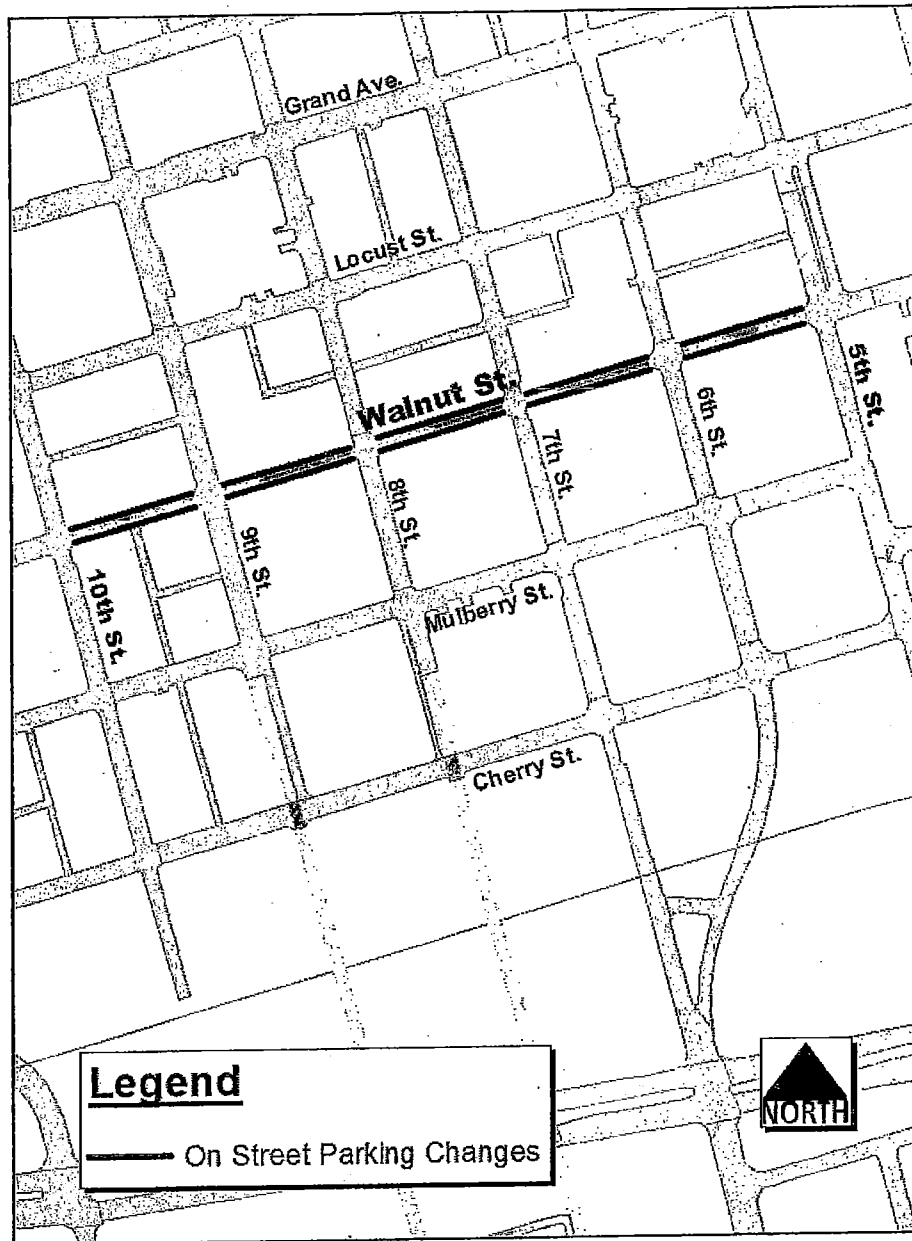 Grand Ave.
Locust St.
Walnut St.
5th St.
6th St.
7th St.
8th St.
9th St.
10th St.
Mulberry St.
Cherry St.
Legend
On Street Parking Changes
NORTH